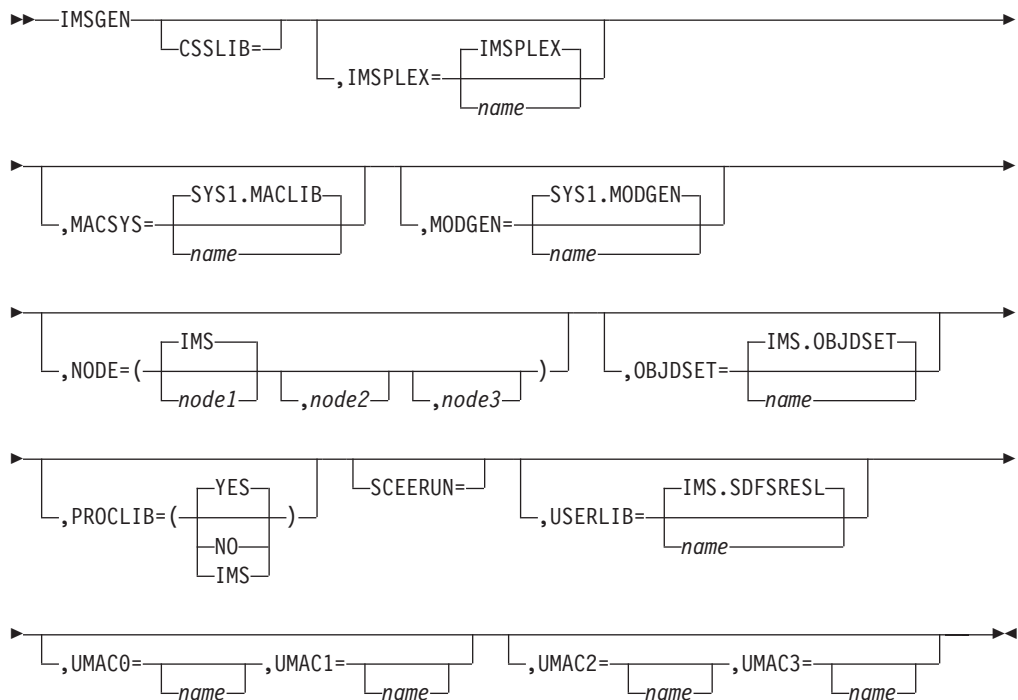 IMSGEN
CSSLIB=
,IMSPLEX=
IMSPLEX
name
,MACSYS=
SYS1.MACLIB
name
,MODGEN=
SYS1.MODGEN
name
,NODE=(
IMS
node1
,node2
,node3
)
,OBJDSET=
IMS.OBJDSET
name
,PROCLIB=(
YES
NO
IMS
)
SCEERUN=
,USERLIB=
IMS.SDFSRESL
name
,UMAC0=
name
,UMAC1=
name
,UMAC2=
name
,UMAC3=
name